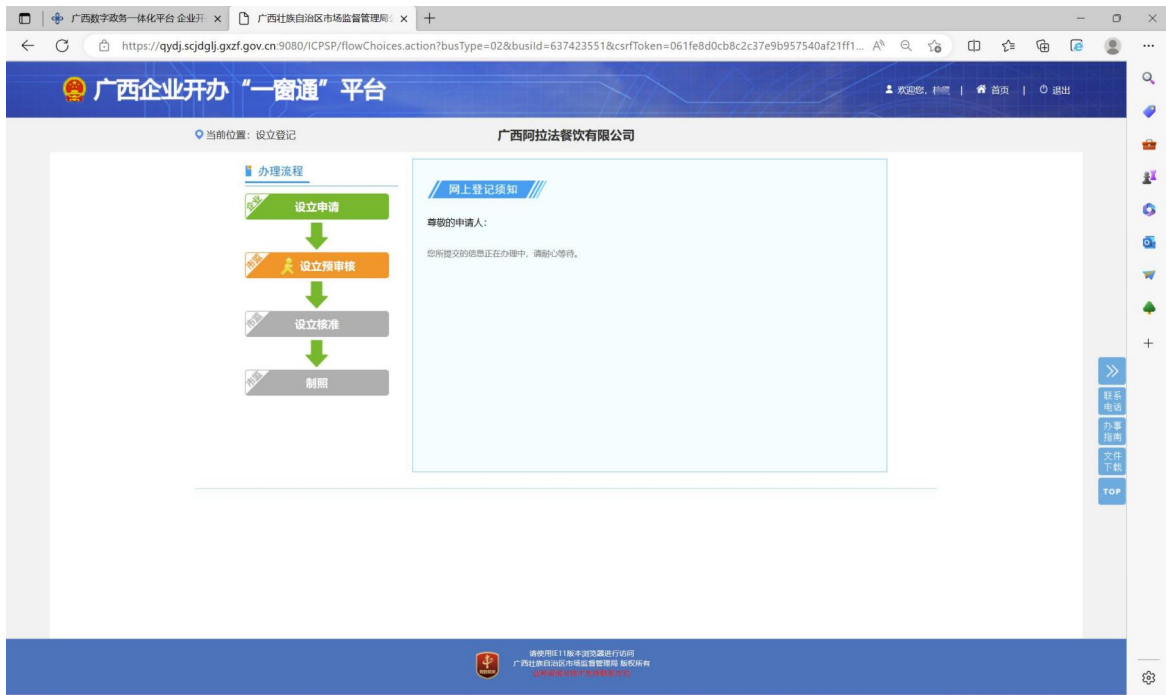 广西数字政务一体化平台 企业开
广西壮族自治区市场监督管理局
https://qydj.scjdglj.gxzf.gov.cn:9080/ICPSP/flowChoices.action?busType=02&busiId=637423551&csrfToken=061fe8d0cb8c2c37e9b957540af21ff1...
广西企业开办“一窗通”平台
欢迎您,
| 首页 | 退出
当前位置：设立登记
广西阿拉法餐饮有限公司
办理流程
设立申请
设立预审核
设立核准
制照
网上登记须知
尊敬的申请人：
您所提交的信息正在办理中，请耐心等待。
联系
电话
办事
指南
文件
下载
TOP
请使用IE11版本浏览器进行访问
广西壮族自治区市场监督管理局 版权所有